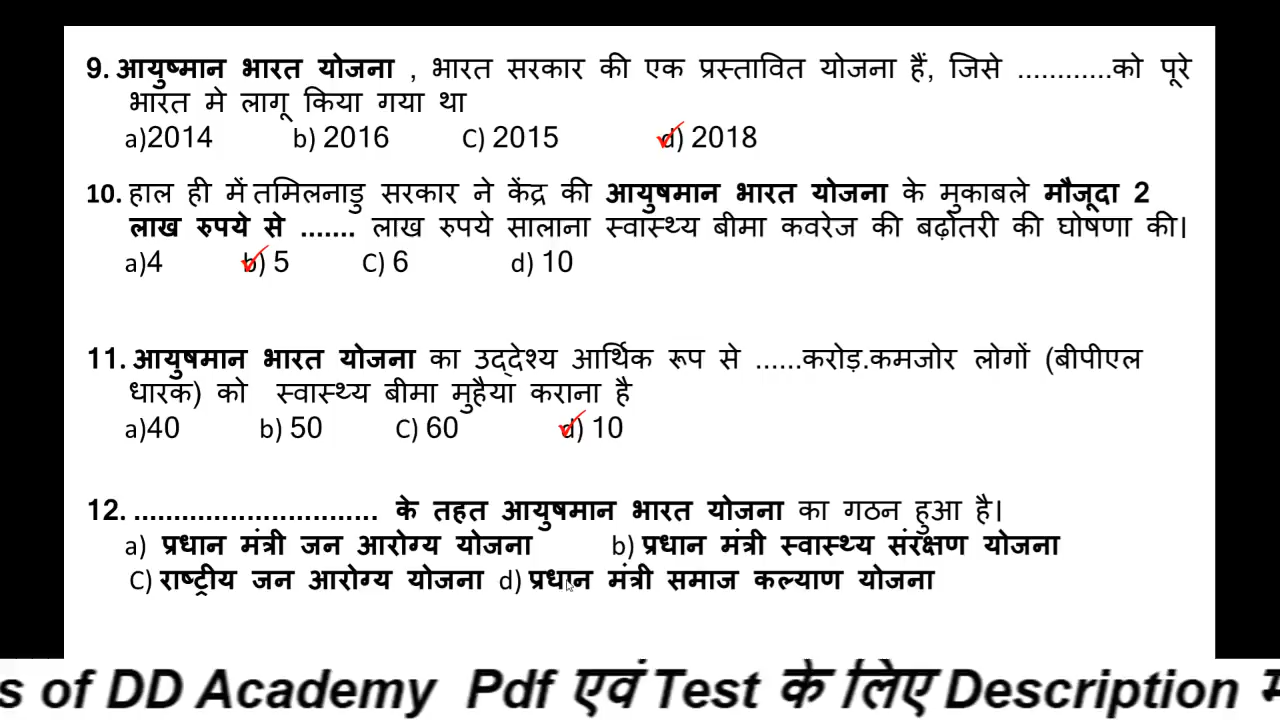 9. आयुष्मान भारत योजना , भारत सरकार की एक प्रस्तावित योजना हैं, जिसे ............को पूरे
भारत मे लागू किया गया था
a)2014 b) 2016 C) 2015 d) 2018
10. हाल ही में तमिलनाडु सरकार ने केंद्र की आयुषमान भारत योजना के मुकाबले मौजूदा 2
लाख रुपये से ....... लाख रुपये सालाना स्वास्थ्य बीमा कवरेज की बढ़ोतरी की घोषणा की।
a)4 b) 5 C) 6 d) 10
11. आयुषमान भारत योजना का उद्देश्य आर्थिक रूप से ......करोड़.कमजोर लोगों (बीपीएल
धारक) को स्वास्थ्य बीमा मुहैया कराना है
a)40 b) 50 C) 60 d) 10
12. .............................. के तहत आयुषमान भारत योजना का गठन हुआ है।
a) प्रधान मंत्री जन आरोग्य योजना b) प्रधान मंत्री स्वास्थ्य संरक्षण योजना
C) राष्ट्रीय जन आरोग्य योजना d) प्रधान मंत्री समाज कल्याण योजना
s of DD Academy Pdf एवं Test के लिए Description म